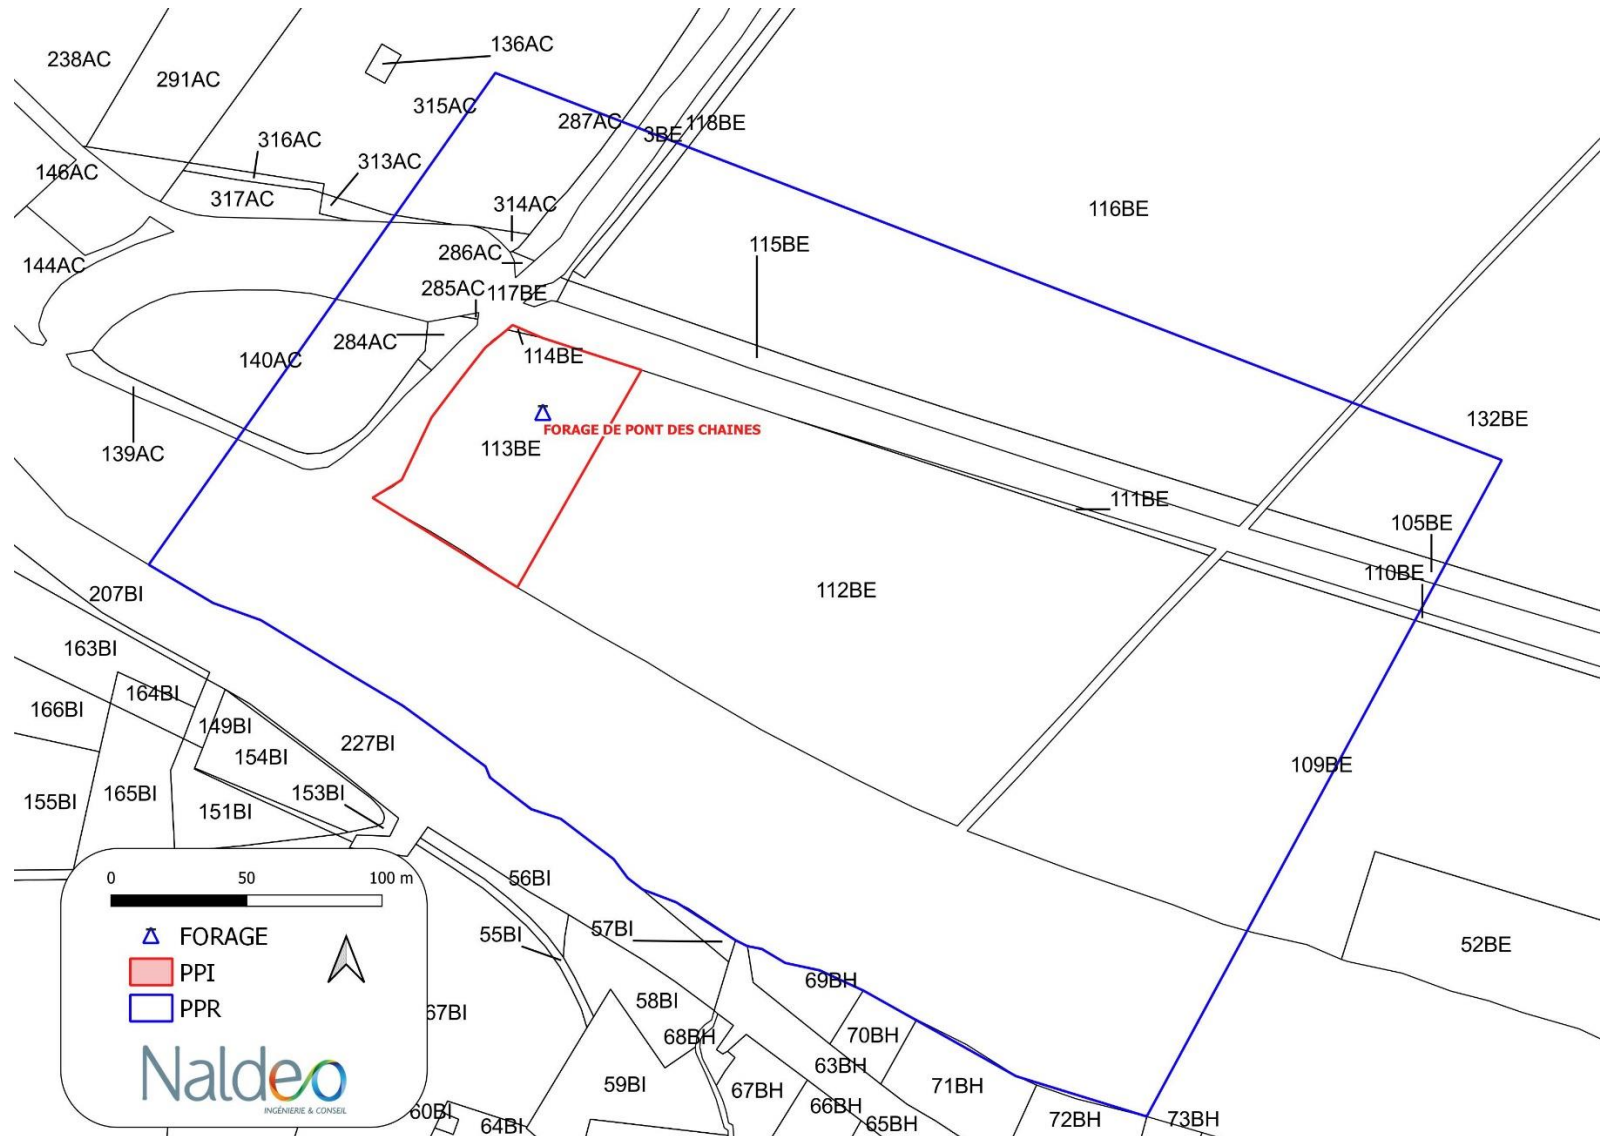 136AC
238AC
291AC
315AC
287AC
3BE
118BE
316AC
313AC
146AC
317AC
314AC
116BE
115BE
286AC
144AC
285AC
117BE
284AC
114BE
140AC
132BE
FORAGE DE PONT DES CHAINES
113BE
139AC
111BE
105BE
110BE
112BE
207BI
163BI
164BI
166BI
149BI
227BI
154BI
109BE
153BI
165BI
155BI
151BI
56BI
57BI
55BI
52BE
69BH
58BI
67BI
68BH
70BH
63BH
59BI
71BH
67BH
66BH
65BH
60BI
64BI
72BH
73BH
0 50 100 m
FORAGE
PPI
PPR
Naldeo
INGÉNIERIE & CONSEIL